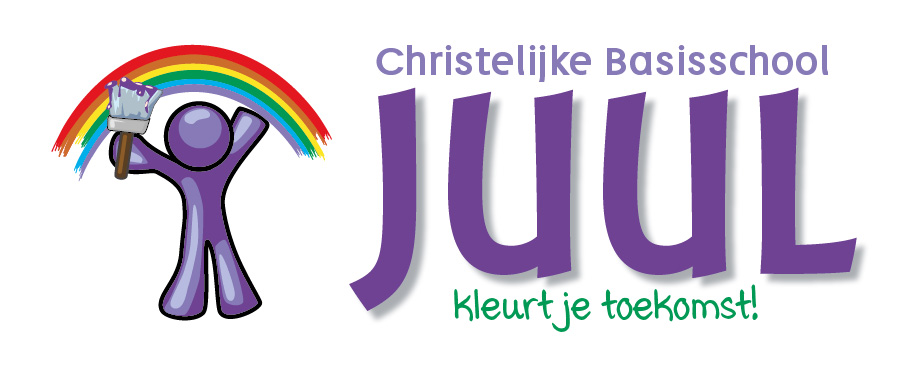 Christelijke Basisschool
JUUL
kleurt je toekomst!